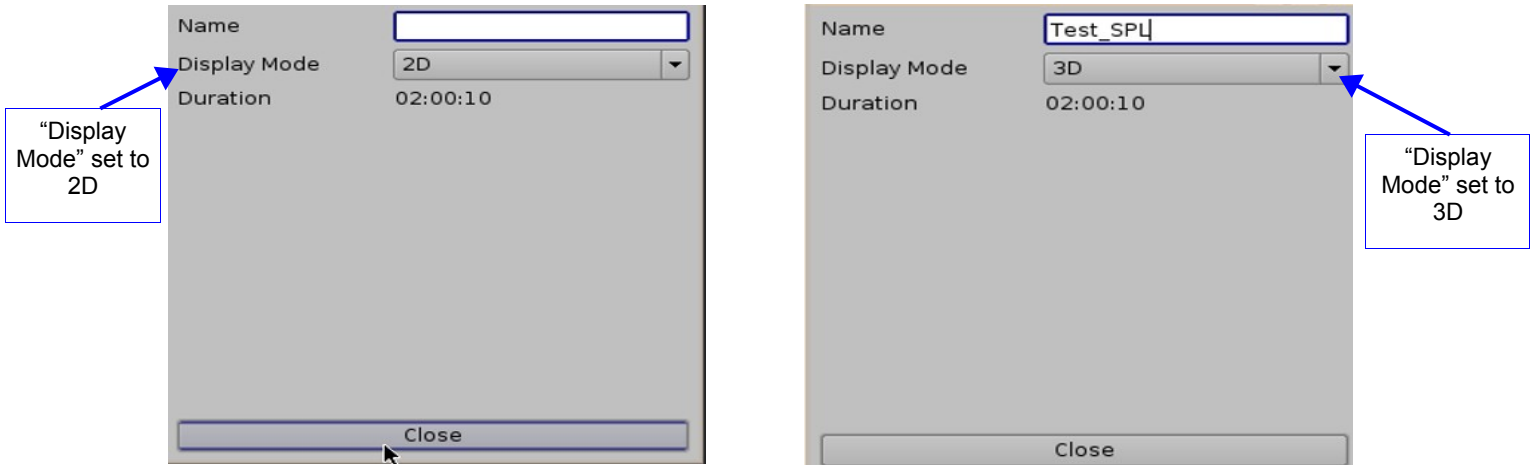 Name
Display Mode 2D
Duration 02:00:10
“Display
Mode” set to
2D
Close
Name Test_SPL
Display Mode 3D
Duration 02:00:10
“Display
Mode” set to
3D
Close